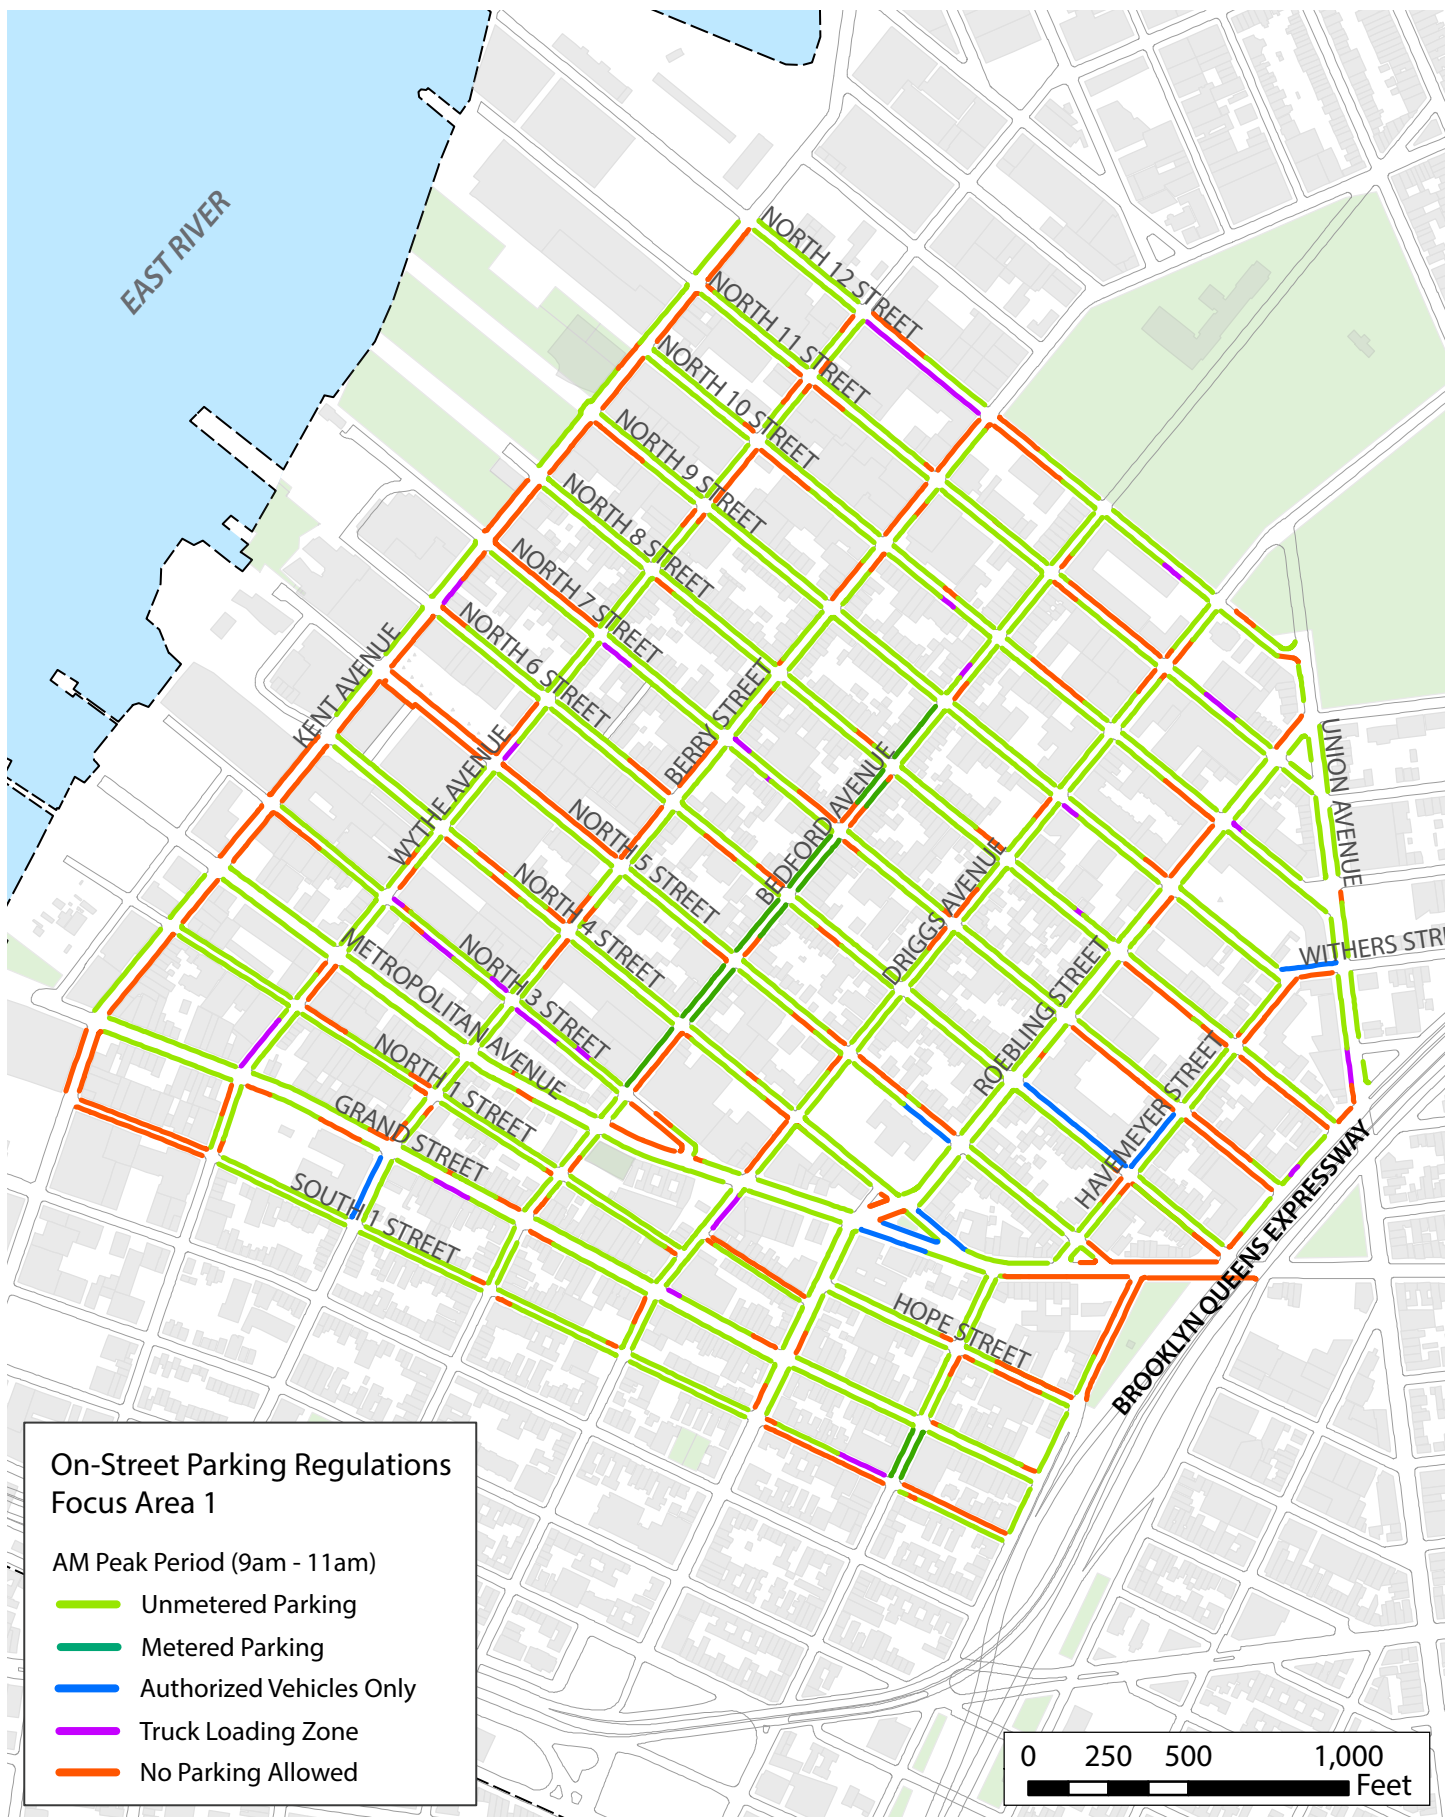 EAST RIVER
NORTH 12 STREET
NORTH 11 STREET
NORTH 10 STREET
NORTH 9 STREET
NORTH 8 STREET
NORTH 7 STREET
NORTH 6 STREET
KENT AVENUE
WYTHE AVENUE
BERRY STREET
BEDFORD AVENUE
DRIGGS AVENUE
ROEBLING STREET
HAVEMEYER STREET
UNION AVENUE
WITHERS STRE
NORTH 5 STREET
NORTH 4 STREET
NORTH 3 STREET
METROPOLITAN AVENUE
NORTH 1 STREET
GRAND STREET
SOUTH 1 STREET
HOPE STREET
BROOKLYN QUEENS EXPRESSWAY
On-Street Parking Regulations
Focus Area 1
AM Peak Period (9am - 11am)
Unmetered Parking
Metered Parking
Authorized Vehicles Only
Truck Loading Zone
No Parking Allowed
0 250 500 1,000
Feet